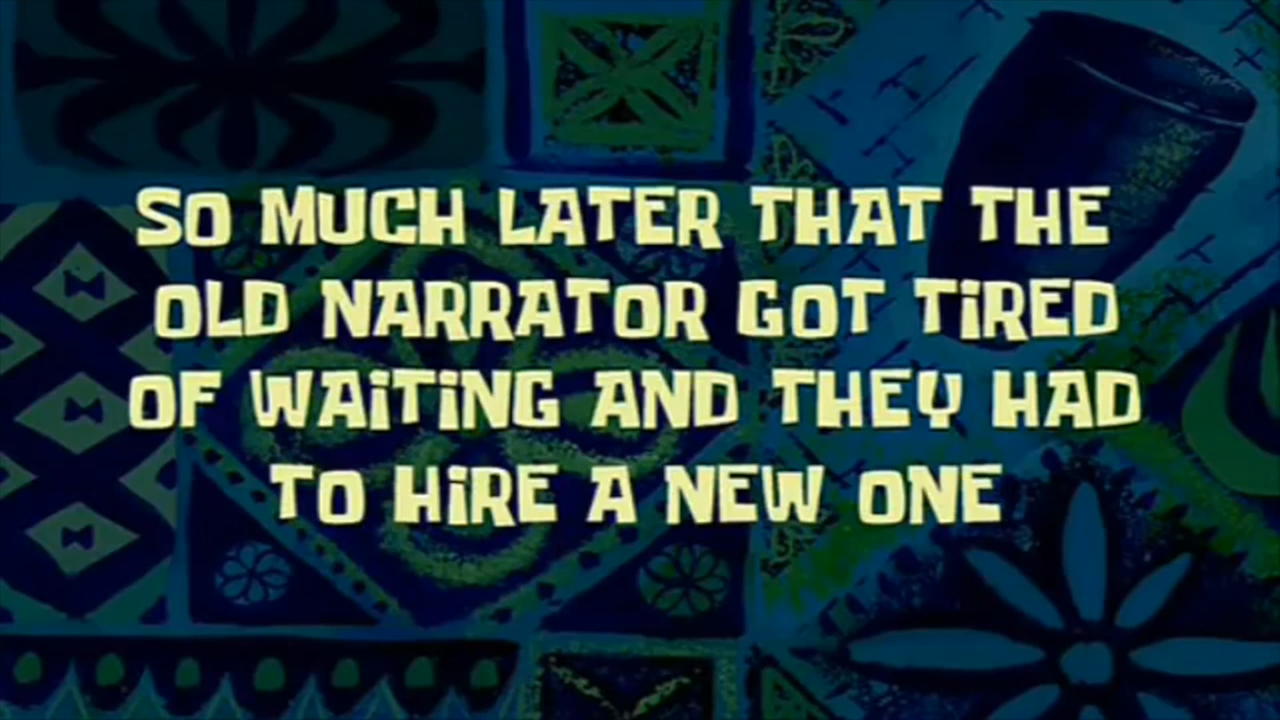 SO MUCH LATER THAT THE
OLD NARRATOR GOT TiRED
OF WAiTiNG AND THEY HAD
TO HiRE A NEW ONE